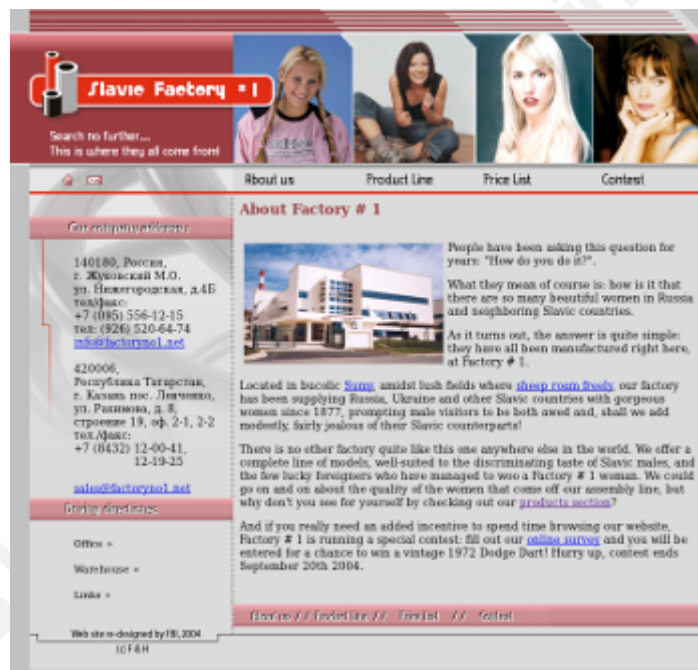 Slavic Factory # 1
Search no further...
This is where they all come from!
About us Product Line Price List Contest
About Factory # 1
Our company address:
140180, Россия,
г. Жуковский М.О.
ул. Нижегородская, д.4Б
тел/факс:
+7 (095) 556-12-15
тел: (926) 520-64-74
info@factoryno1.net
420006,
Республика Татарстан,
г. Казань пос. Левченко,
ул. Рахимова, д. 8,
строение 19, оф. 2-1, 2-2
тел./факс:
+7 (8432) 12-00-41,
12-19-25
sales@factoryno1.net
Driving directions:
Office »
Warehouse »
Links »
Web site re-designed by FBI, 2004
(c) F & H
People have been asking this question for
years: "How do you do it?".
What they mean of course is: how is it that
there are so many beautiful women in Russia
and neighboring Slavic countries.
As it turns out, the answer is quite simple:
they have all been manufactured right here,
at Factory # 1.
Located in bucolic Sumy, amidst lush fields where sheep roam freely, our factory
has been supplying Russia, Ukraine and other Slavic countries with gorgeous
women since 1877, prompting male visitors to be both awed and, shall we add
modestly, fairly jealous of their Slavic counterparts!
There is no other factory quite like this one anywhere else in the world. We offer a
complete line of models, well-suited to the discriminating taste of Slavic males, and
the few lucky foreigners who have managed to woo a Factory # 1 woman. We could
go on and on about the quality of the women that come off our assembly line, but
why don't you see for yourself by checking out our products section?
And if you really need an added incentive to spend time browsing our website,
Factory # 1 is running a special contest: fill out our online survey and you will be
entered for a chance to win a vintage 1972 Dodge Dart! Hurry up, contest ends
September 20th 2004.
About us // Product Line // Price List // Contest